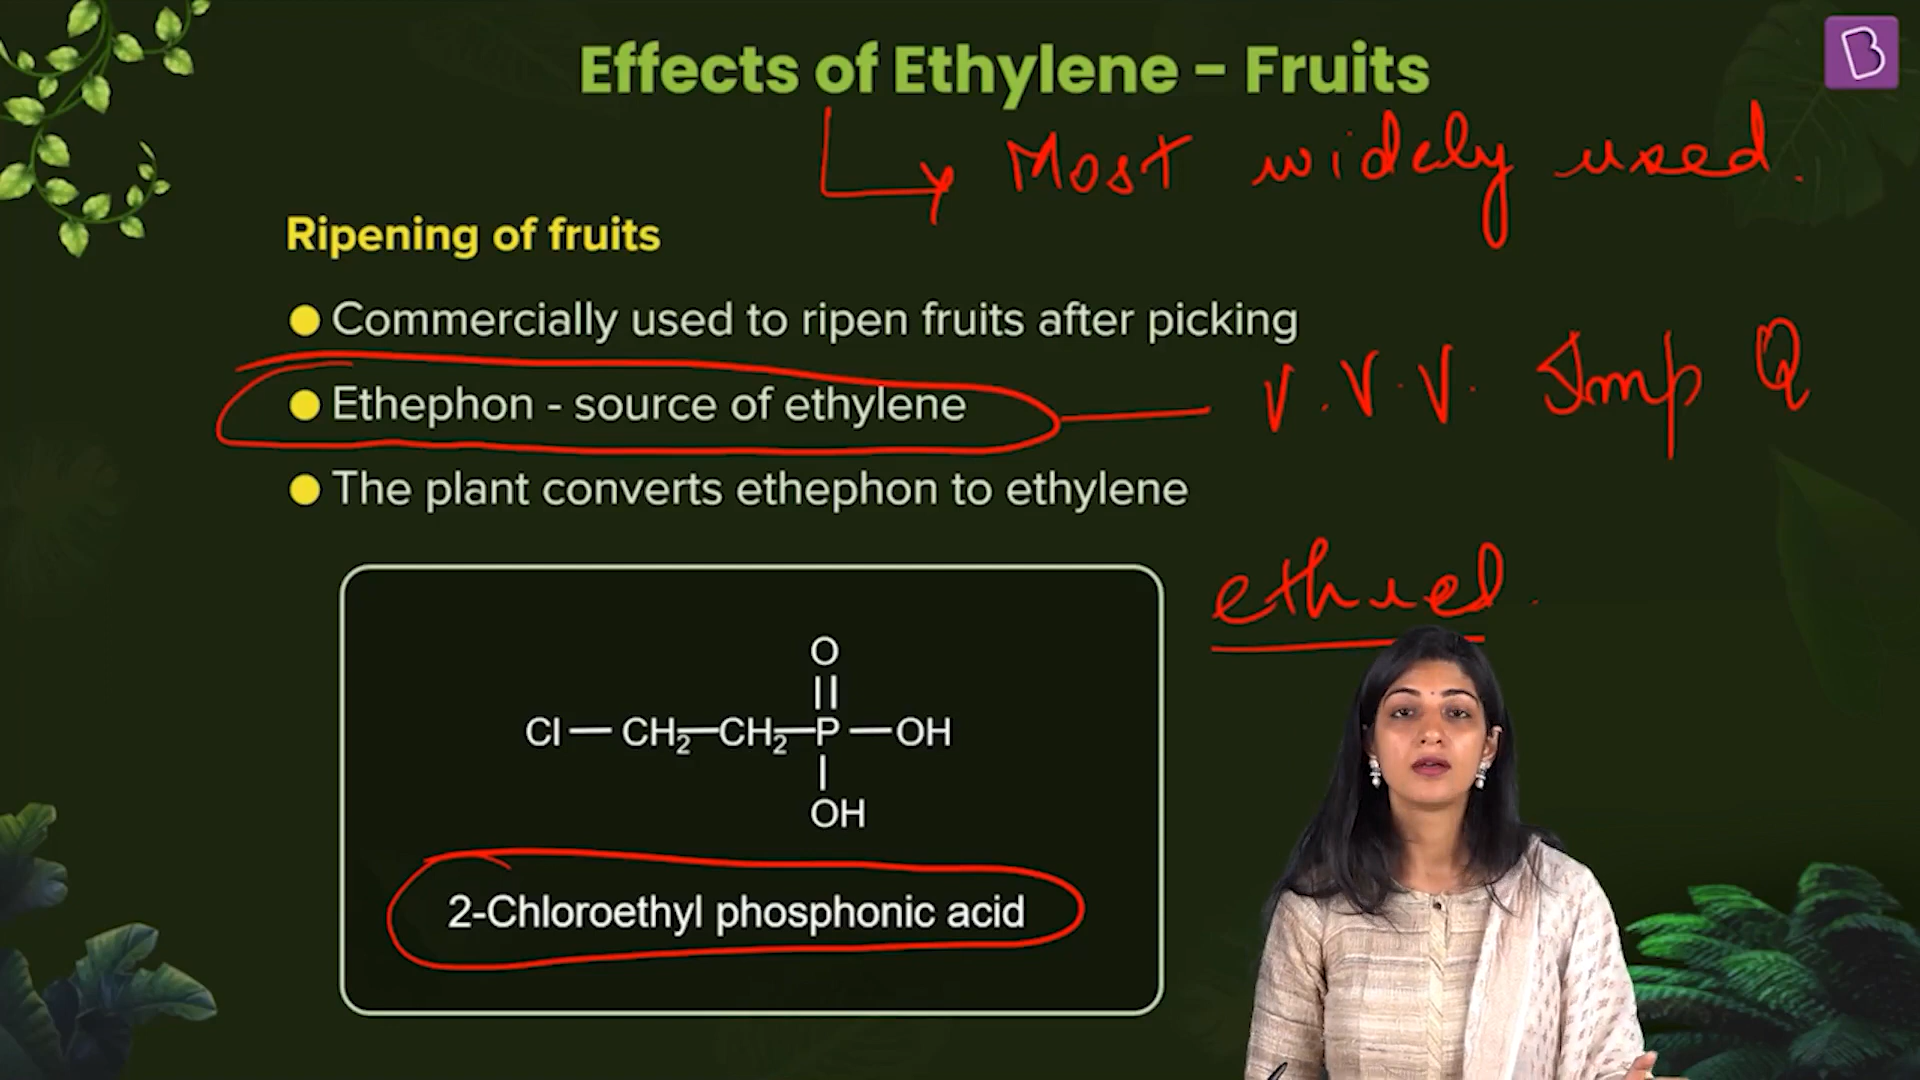 Effects of Ethylene - Fruits
Most widely used.
Ripening of fruits
Commercially used to ripen fruits after picking
Ethephon - source of ethylene
V.V.V. Imp Q
The plant converts ethephon to ethylene
O
Cl—CH₂—CH₂—P—OH
OH
2-Chloroethyl phosphonic acid